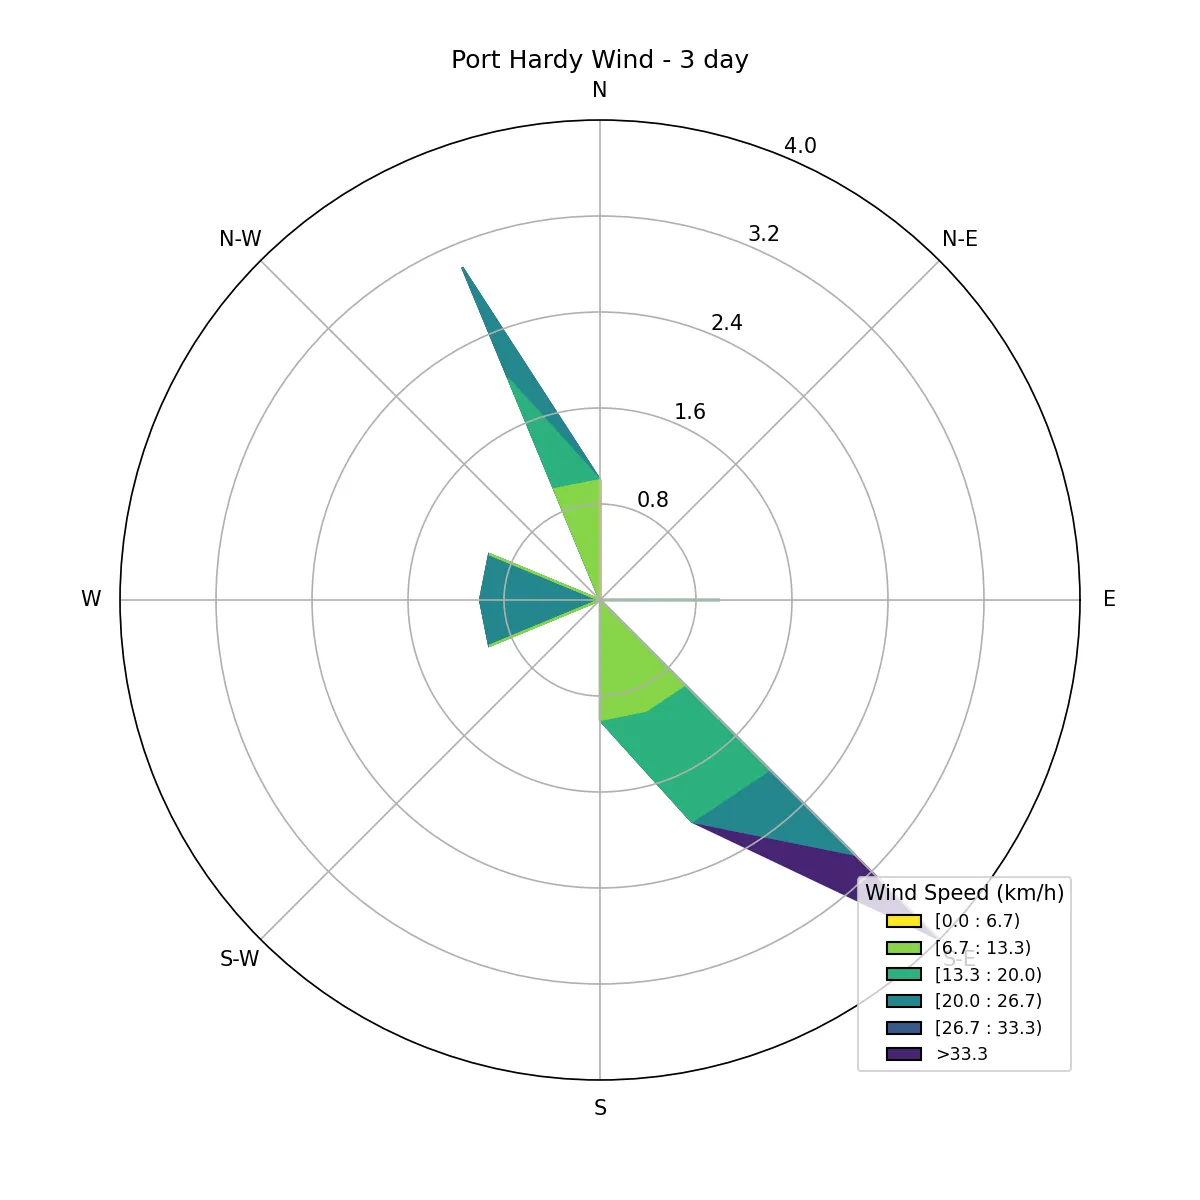 Port Hardy Wind - 3 day
N
4.0
N-W
3.2
N-E
2.4
1.6
0.8
W
E
Wind Speed (km/h)
[0.0 : 6.7)
[6.7 : 13.3)
S-W
S-E
[13.3 : 20.0)
[20.0 : 26.7)
[26.7 : 33.3)
>33.3
S